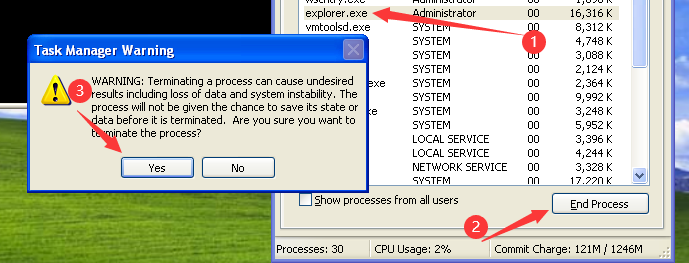 Task Manager Warning
WARNING: Terminating a process can cause undesired
results including loss of data and system instability. The
process will not be given the chance to save its state or
data before it is terminated.  Are you sure you want to
terminate the process?
3
Yes
No
explorer.exe Administrator 00 16,316 K
vmtoolsd.exe SYSTEM 00 8,312 K
SYSTEM 00 4,748 K
SYSTEM 00 3,088 K
SYSTEM 00 2,124 K
SYSTEM 00 2,364 K
SYSTEM 00 9,992 K
SYSTEM 00 3,248 K
SYSTEM 00 5,952 K
LOCAL SERVICE 00 3,396 K
LOCAL SERVICE 00 4,244 K
NETWORK SERVICE 00 3,328 K
SYSTEM 00 17,220 K
1
Show processes from all users
End Process
2
Processes: 30
CPU Usage: 2%
Commit Charge: 121M / 1246M